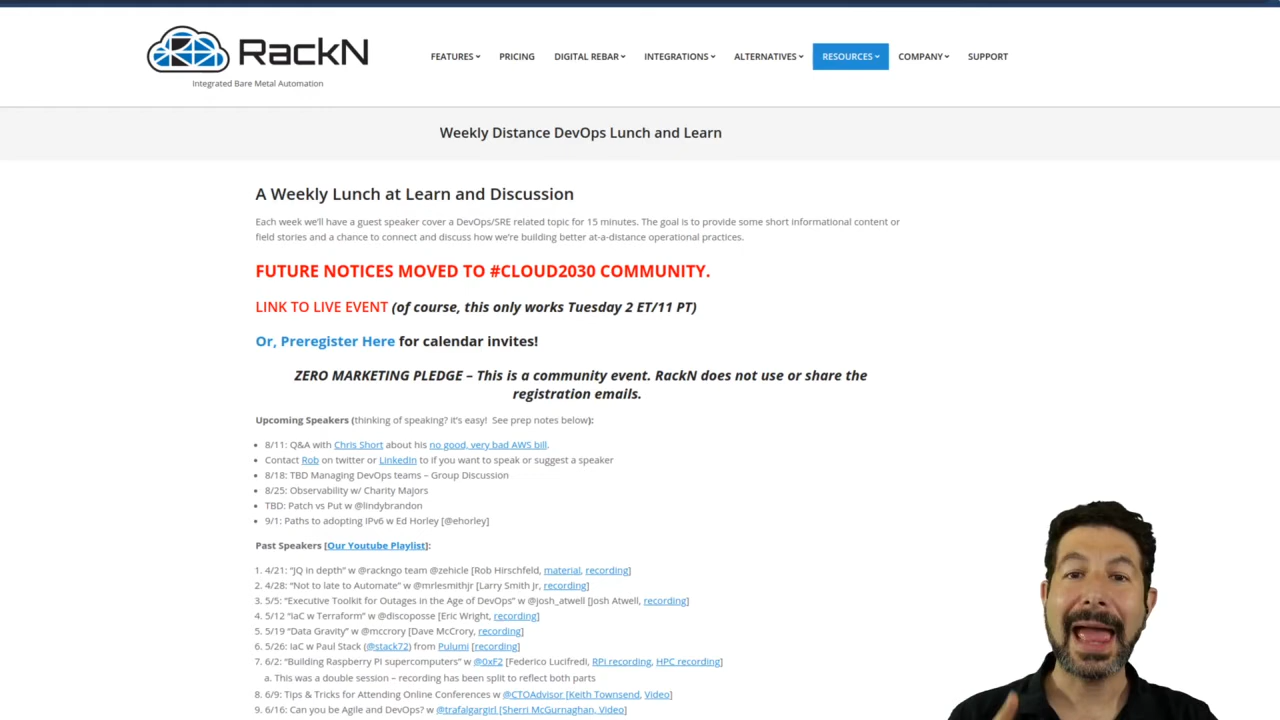 RackN
Integrated Bare Metal Automation
FEATURES PRICING DIGITAL REBAR INTEGRATIONS ALTERNATIVES RESOURCES COMPANY SUPPORT
Weekly Distance DevOps Lunch and Learn
A Weekly Lunch at Learn and Discussion
Each week we'll have a guest speaker cover a DevOps/SRE related topic for 15 minutes. The goal is to provide some short informational content or
field stories and a chance to connect and discuss how we're building better at-a-distance operational practices.
FUTURE NOTICES MOVED TO #CLOUD2030 COMMUNITY.
LINK TO LIVE EVENT (of course, this only works Tuesday 2 ET/11 PT)
Or, Preregister Here for calendar invites!
ZERO MARKETING PLEDGE – This is a community event. RackN does not use or share the
registration emails.
Upcoming Speakers (thinking of speaking? it's easy! See prep notes below):
• 8/11: Q&A with Chris Short about his no good, very bad AWS bill.
• Contact Rob on twitter or LinkedIn to if you want to speak or suggest a speaker
• 8/18: TBD Managing DevOps teams – Group Discussion
• 8/25: Observability w/ Charity Majors
• TBD: Patch vs Put w @lindybrandon
• 9/1: Paths to adopting IPv6 w Ed Horley [@ehorley]
Past Speakers [Our Youtube Playlist]:
1. 4/21: "JQ in depth" w @rackngo team @zehicle [Rob Hirschfeld, material, recording]
2. 4/28: "Not to late to Automate" w @mrlesmithjr [Larry Smith Jr, recording]
3. 5/5: "Executive Toolkit for Outages in the Age of DevOps" w @josh_atwell [Josh Atwell, recording]
4. 5/12 "IaC w Terraform" w @discoposse [Eric Wright, recording]
5. 5/19 "Data Gravity" w @mccrory [Dave McCrory, recording]
6. 5/26: IaC w Paul Stack (@stack72) from Pulumi [recording]
7. 6/2: "Building Raspberry PI supercomputers" w @0xF2 [Federico Lucifredi, RPi recording, HPC recording]
a. This was a double session – recording has been split to reflect both parts
8. 6/9: Tips & Tricks for Attending Online Conferences w @CTOAdvisor [Keith Townsend, Video]
9. 6/16: Can you be Agile and DevOps? w @trafalgargirl [Sherri McGurnaghan, Video]